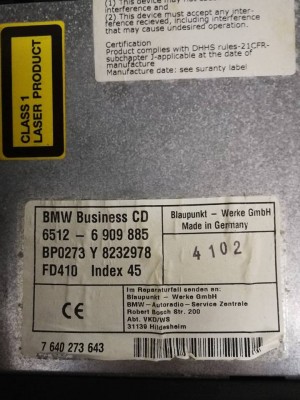 (1) This device may not cause
interference and
(2) This device must accept any inter-
ference recieved, including interference
that may cause undesired operation.
Certification
Product complies with DHHS rules-21CFR-
subchapter J-applicable at the date of
Manufacture date: see suranty label
CLASS 1
LASER PRODUCT
BMW Business CD
6512 - 6 909 885
BP0273 Y 8232978
FD410 Index 45
Blaupunkt - Werke GmbH
Made in Germany
4102
CE
Im Reparaturfall senden an:
Blaupunkt - Werke GmbH
BMW-Autoradio-Service Zentrale
Robert Bosch Str. 200
Abt. VKD/WS
31139 Hildesheim
7 640 273 643